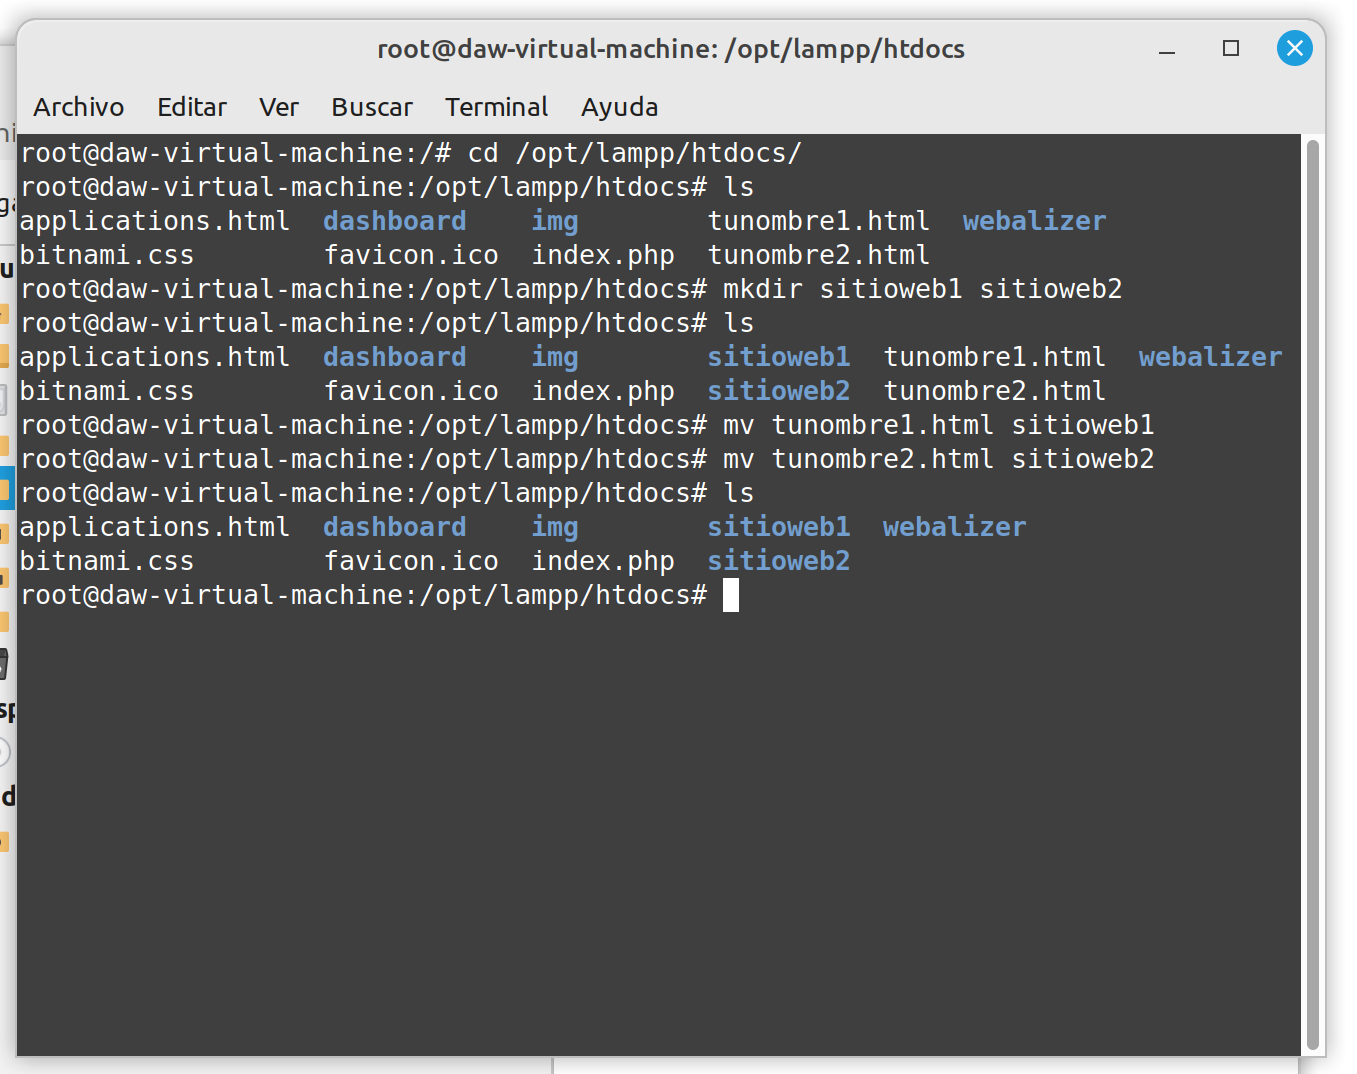 root@daw-virtual-machine: /opt/lampp/htdocs
Archivo Editar Ver Buscar Terminal Ayuda
root@daw-virtual-machine:/# cd /opt/lampp/htdocs/
root@daw-virtual-machine:/opt/lampp/htdocs# ls
applications.html dashboard img tunombre1.html webalizer
bitnami.css favicon.ico index.php tunombre2.html
root@daw-virtual-machine:/opt/lampp/htdocs# mkdir sitioweb1 sitioweb2
root@daw-virtual-machine:/opt/lampp/htdocs# ls
applications.html dashboard img sitioweb1 tunombre1.html webalizer
bitnami.css favicon.ico index.php sitioweb2 tunombre2.html
root@daw-virtual-machine:/opt/lampp/htdocs# mv tunombre1.html sitioweb1
root@daw-virtual-machine:/opt/lampp/htdocs# mv tunombre2.html sitioweb2
root@daw-virtual-machine:/opt/lampp/htdocs# ls
applications.html dashboard img sitioweb1 webalizer
bitnami.css favicon.ico index.php sitioweb2
root@daw-virtual-machine:/opt/lampp/htdocs#